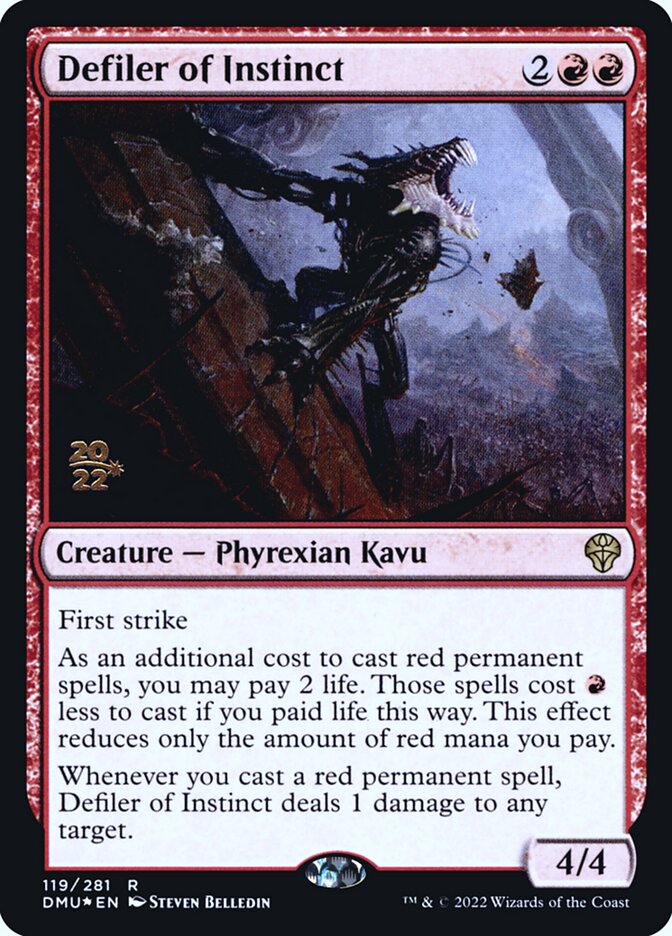 Defiler of Instinct 2
20
22
Creature — Phyrexian Kavu
First strike
As an additional cost to cast red permanent
spells, you may pay 2 life. Those spells cost
less to cast if you paid life this way. This effect
reduces only the amount of red mana you pay.
Whenever you cast a red permanent spell,
Defiler of Instinct deals 1 damage to any
target.
4/4
119/281 R
DMU★EN Steven Belledin ™ & © 2022 Wizards of the Coast